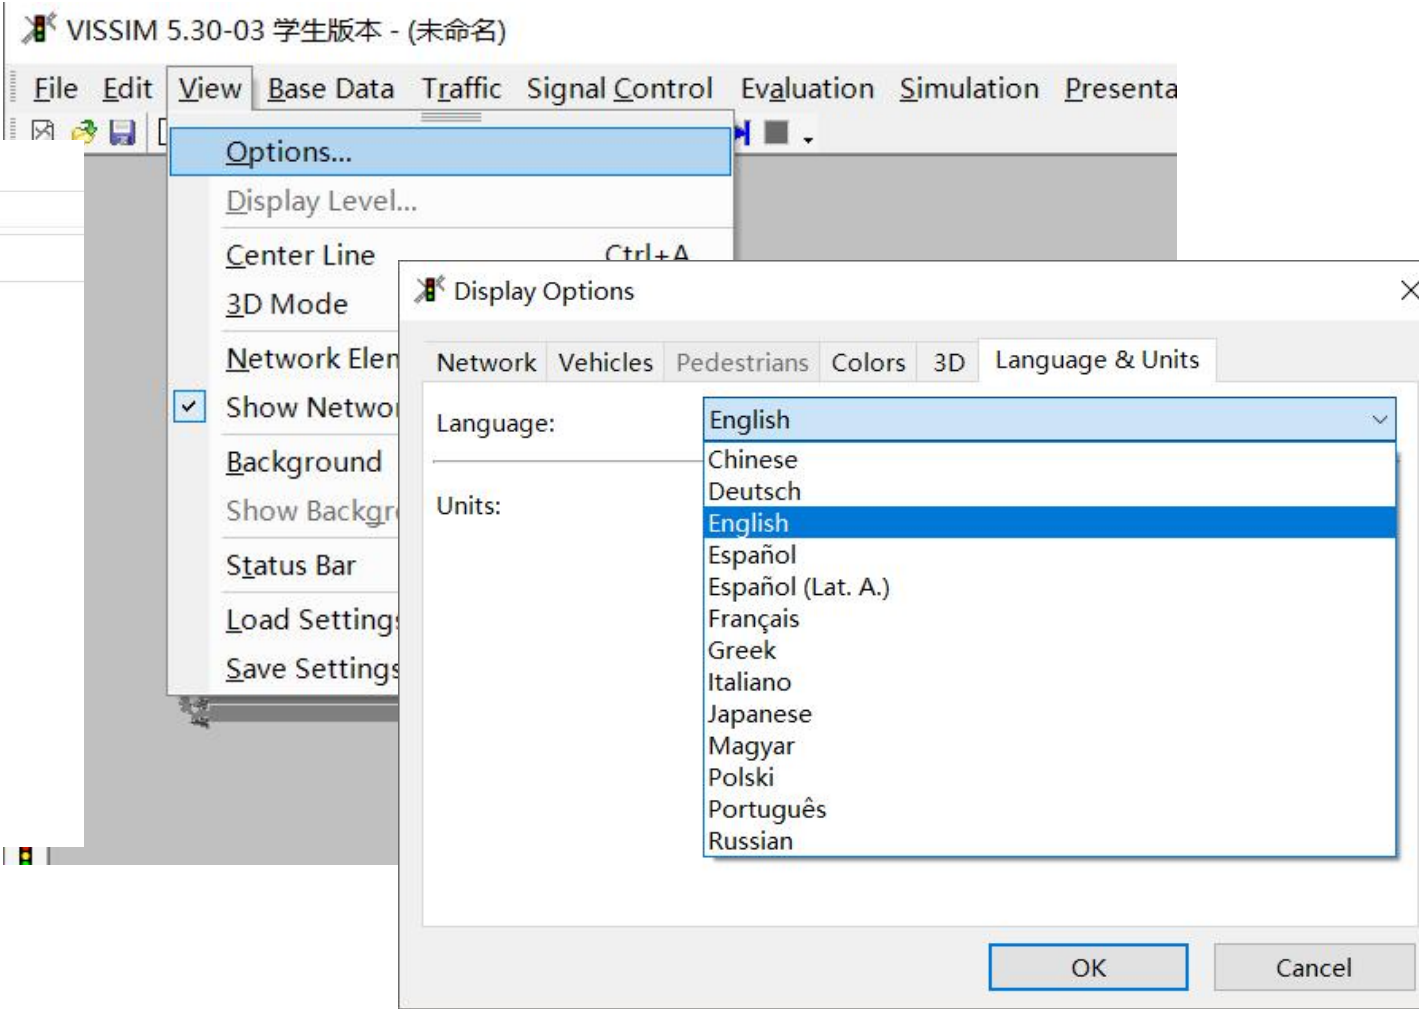 VISSIM 5.30-03 学生版本 - (未命名)
File Edit View Base Data Traffic Signal Control Evaluation Simulation Presenta
Options...
Display Level...
Center Line Ctrl+A
3D Mode
Network Elen
Show Networ
Background
Show Backgr
Status Bar
Load Settings
Save Settings
Display Options
Network Vehicles Pedestrians Colors 3D Language & Units
Language: English
Chinese
Deutsch
English
Español
Español (Lat. A.)
Français
Greek
Italiano
Japanese
Magyar
Polski
Português
Russian
Units:
OK Cancel